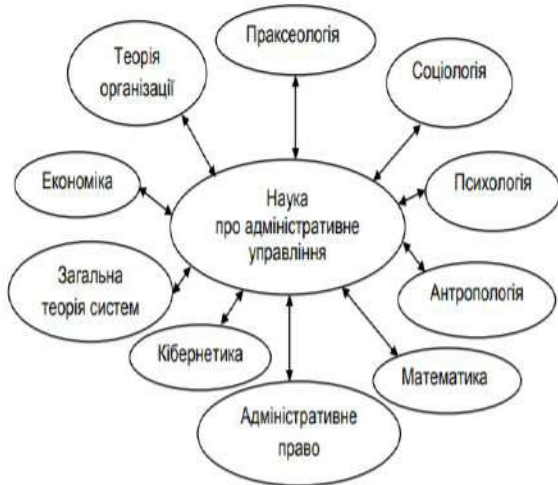 Праксеологія
Теорія
організації
Соціологія
Економіка
Наука
про адміністративне
управління
Психологія
Загальна
теорія систем
Антропологія
Кібернетика
Математика
Адміністративне
право